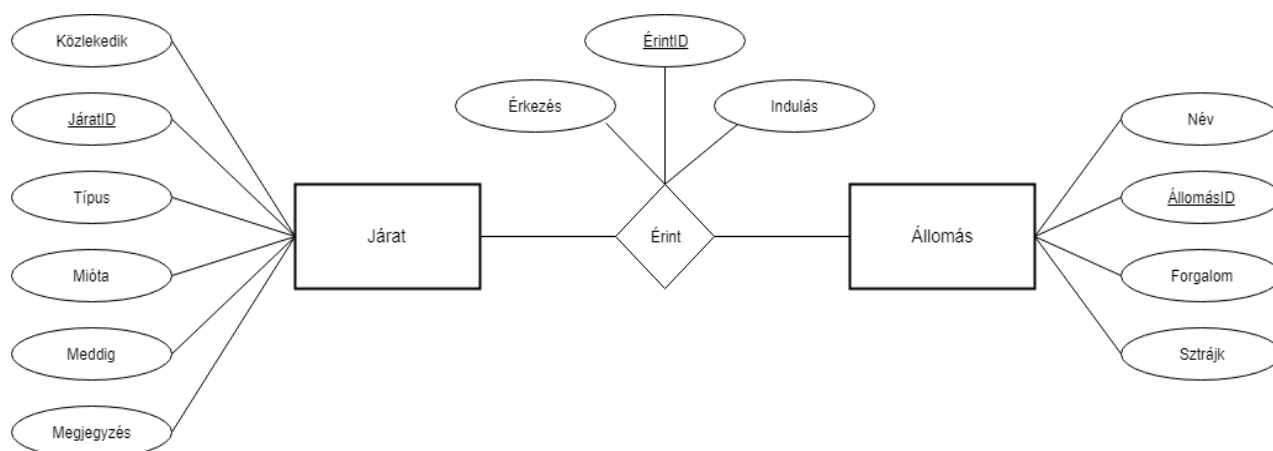 Közlekedik
JáratID
Típus
Mióta
Meddig
Megjegyzés
Járat
ÉrintID
Érkezés
Indulás
Érint
Állomás
Név
ÁllomásID
Forgalom
Sztrájk